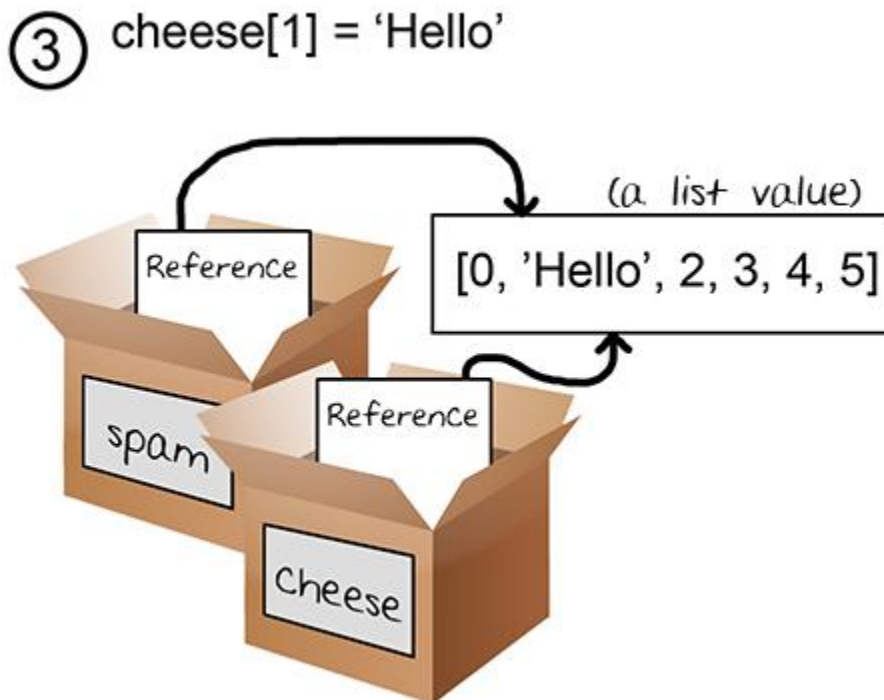 3 cheese[1] = ‘Hello’
(a list value)
Reference
[0, ’Hello’, 2, 3, 4, 5]
Reference
spam
Cheese